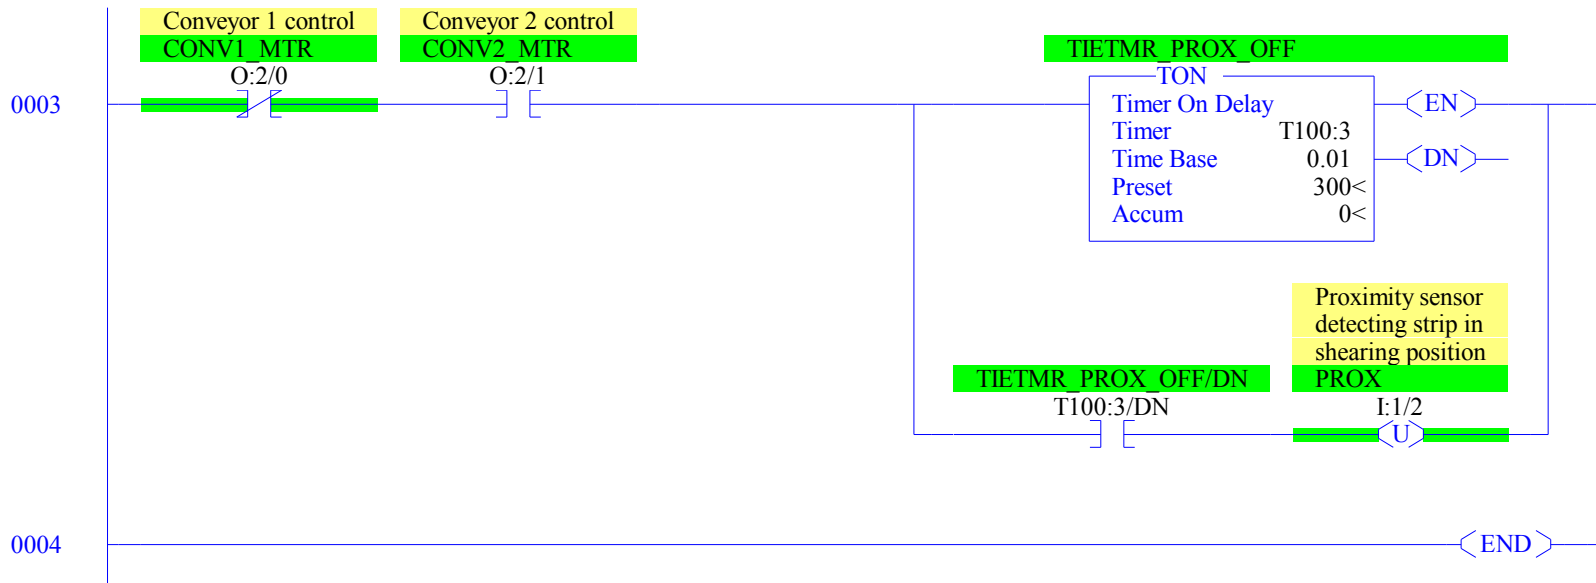 Conveyor 1 control
CONV1_MTR
O:2/0
Conveyor 2 control
CONV2_MTR
O:2/1
0003
TIETMR_PROX_OFF
TON
Timer On Delay
Timer T100:3
Time Base 0.01
Preset 300<
Accum 0<
EN
DN
TIETMR_PROX_OFF/DN
T100:3/DN
Proximity sensor
detecting strip in
shearing position
PROX
I:1/2
U
0004
END